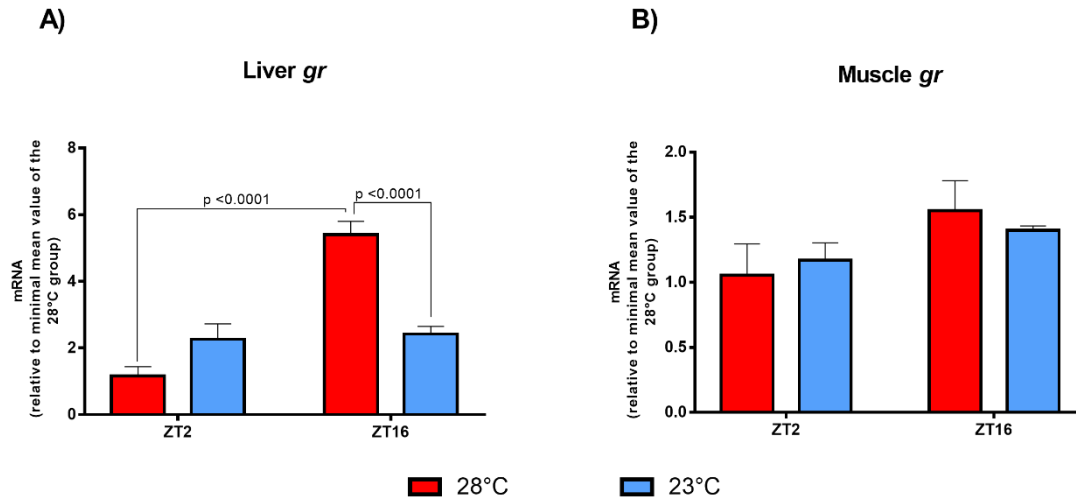 A)
Liver gr
mRNA
(relative to minimal mean value of the
28°C group)
8
6
4
2
0
p <0.0001
p <0.0001
ZT2
ZT16
B)
Muscle gr
mRNA
(relative to minimal mean value of the
28°C group)
2.0
1.5
1.0
0.5
0.0
ZT2
ZT16
28°C
23°C